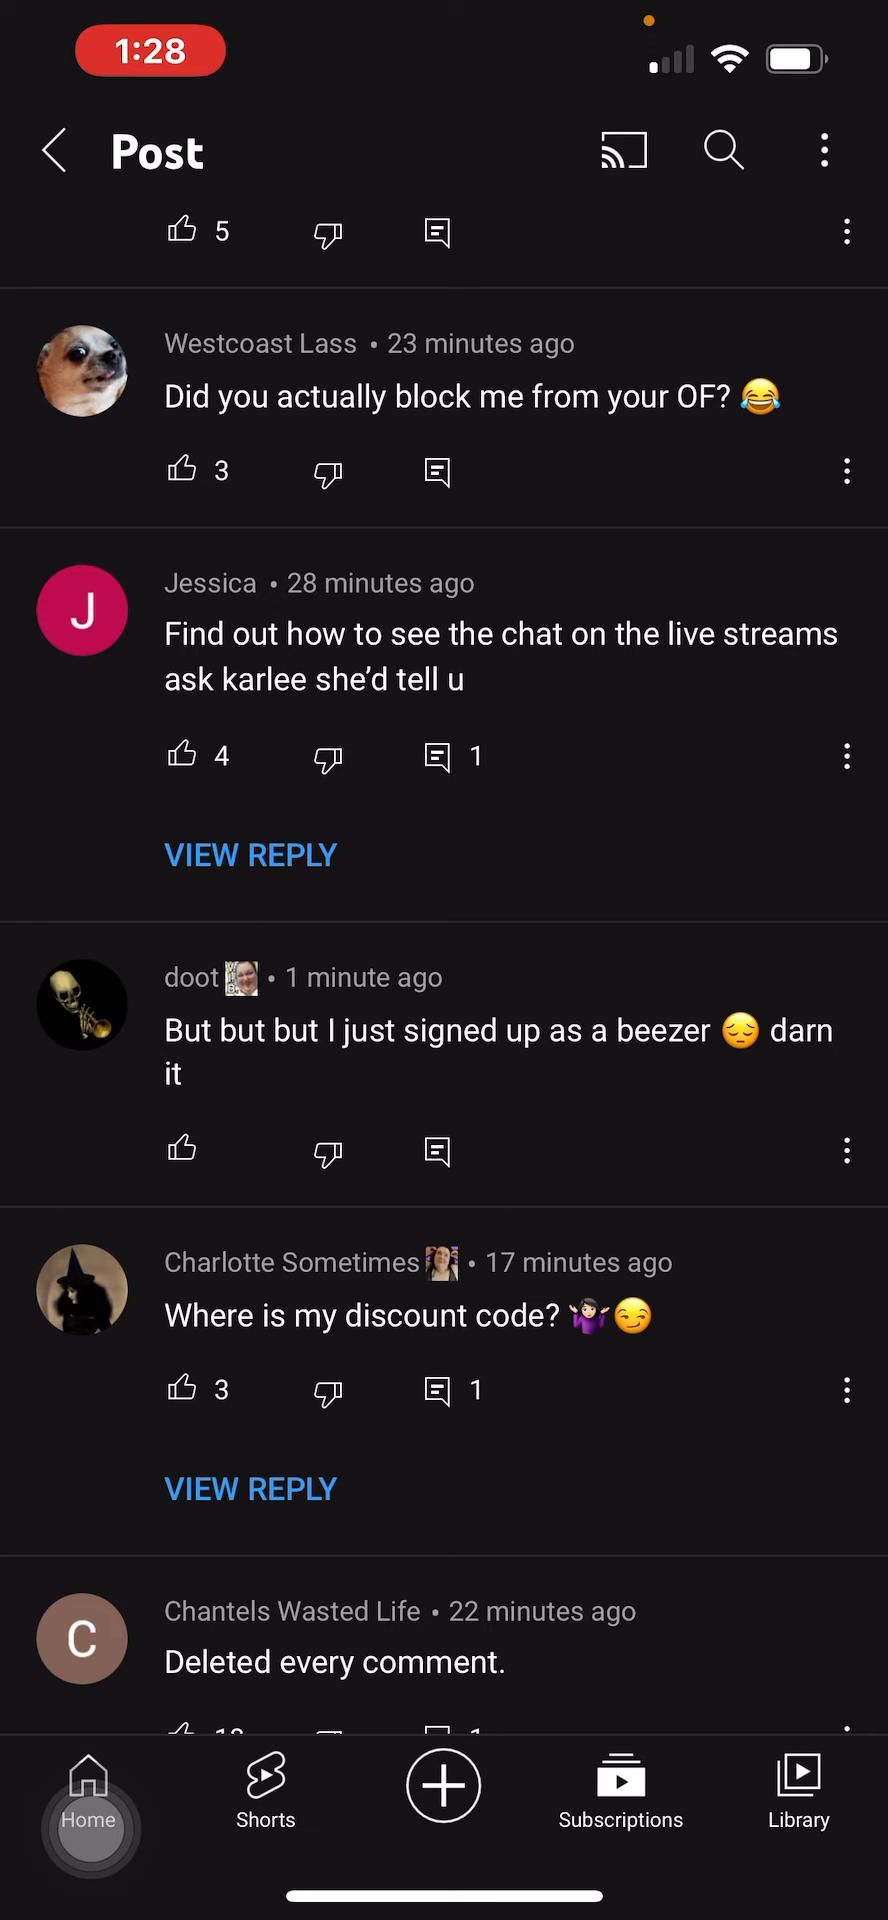 1:28
Post
5
Westcoast Lass • 23 minutes ago
Did you actually block me from your OF? 😂
3
Jessica • 28 minutes ago
Find out how to see the chat on the live streams
ask karlee she’d tell u
4 1
VIEW REPLY
doot • 1 minute ago
But but but I just signed up as a beezer 😔 darn
it
Charlotte Sometimes • 17 minutes ago
Where is my discount code? 🤷🏻‍♀️😏
3 1
VIEW REPLY
C
Chantels Wasted Life • 22 minutes ago
Deleted every comment.
Home Shorts Subscriptions Library